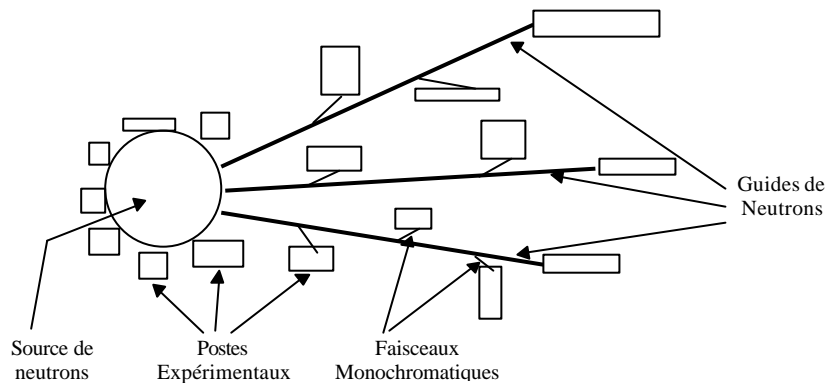 Guides de
Neutrons
Source de
neutrons
Postes
Expérimentaux
Faisceaux
Monochromatiques